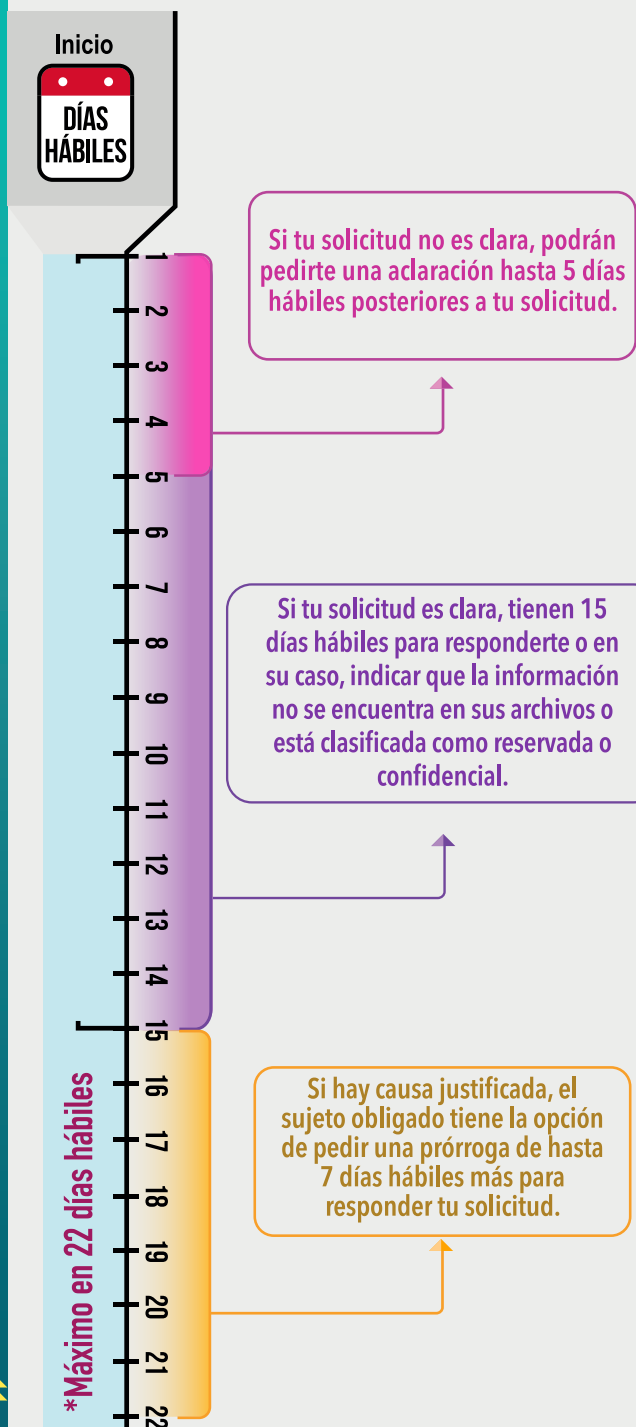 Inicio
DÍAS
HÁBILES
Si tu solicitud no es clara, podrán
pedirte una aclaración hasta 5 días
hábiles posteriores a tu solicitud.
1
2
3
4
5
6
7
8
9
10
11
12
13
14
15
16
17
18
19
20
21
22
Si tu solicitud es clara, tienen 15
días hábiles para responderte o en
su caso, indicar que la información
no se encuentra en sus archivos o
está clasificada como reservada o
confidencial.
Si hay causa justificada, el
sujeto obligado tiene la opción
de pedir una prórroga de hasta
7 días hábiles más para
responder tu solicitud.
*Máximo en 22 días hábiles